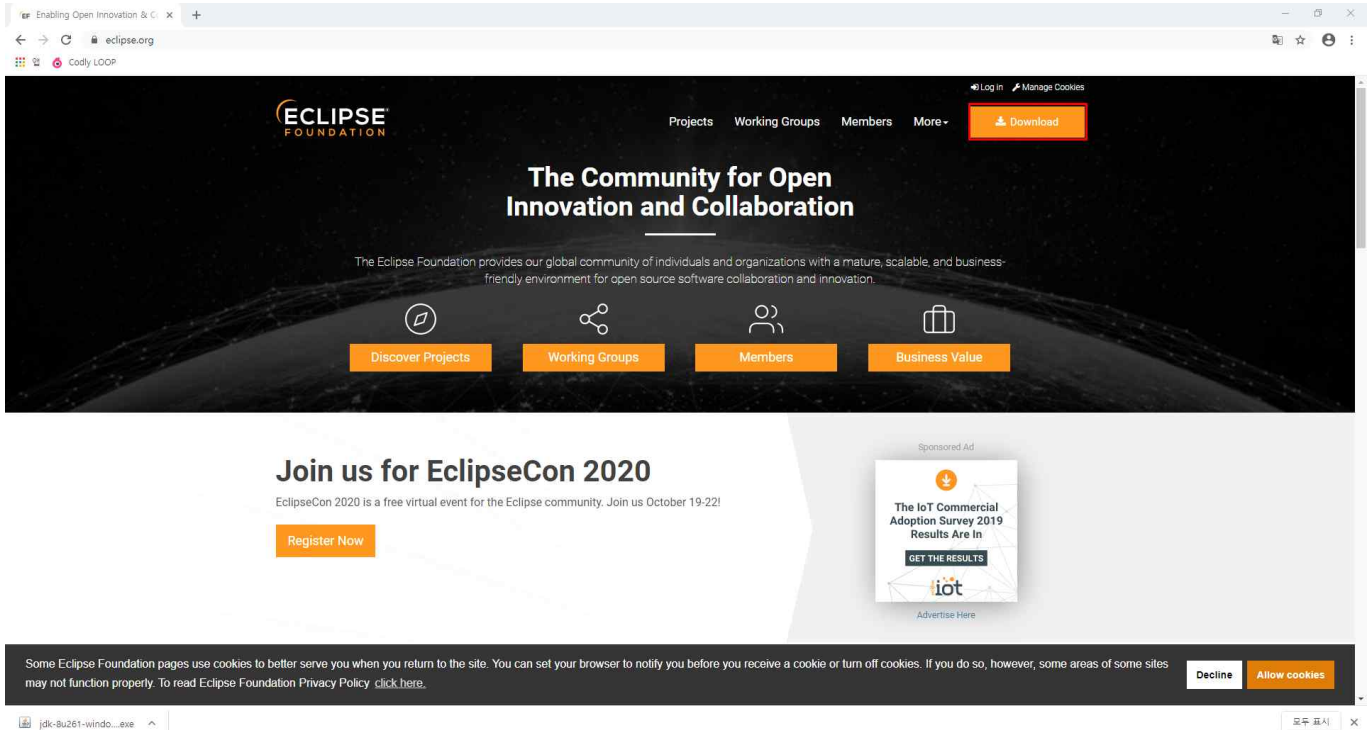 Enabling Open Innovation & C
eclipse.org
앱 Codly LOOP
Log in Manage Cookies
ECLIPSE
FOUNDATION
Projects Working Groups Members More Download
The Community for Open
Innovation and Collaboration
The Eclipse Foundation provides our global community of individuals and organizations with a mature, scalable, and business-
friendly environment for open source software collaboration and innovation.
Discover Projects Working Groups Members Business Value
Sponsored Ad
Join us for EclipseCon 2020
EclipseCon 2020 is a free virtual event for the Eclipse community. Join us October 19-22!
Register Now
The IoT Commercial
Adoption Survey 2019
Results Are In
GET THE RESULTS
iot
Advertise Here
Some Eclipse Foundation pages use cookies to better serve you when you return to the site. You can set your browser to notify you before you receive a cookie or turn off cookies. If you do so, however, some areas of some sites
may not function properly. To read Eclipse Foundation Privacy Policy click here.
Decline Allow cookies
jdk-8u261-windo....exe
모두 표시